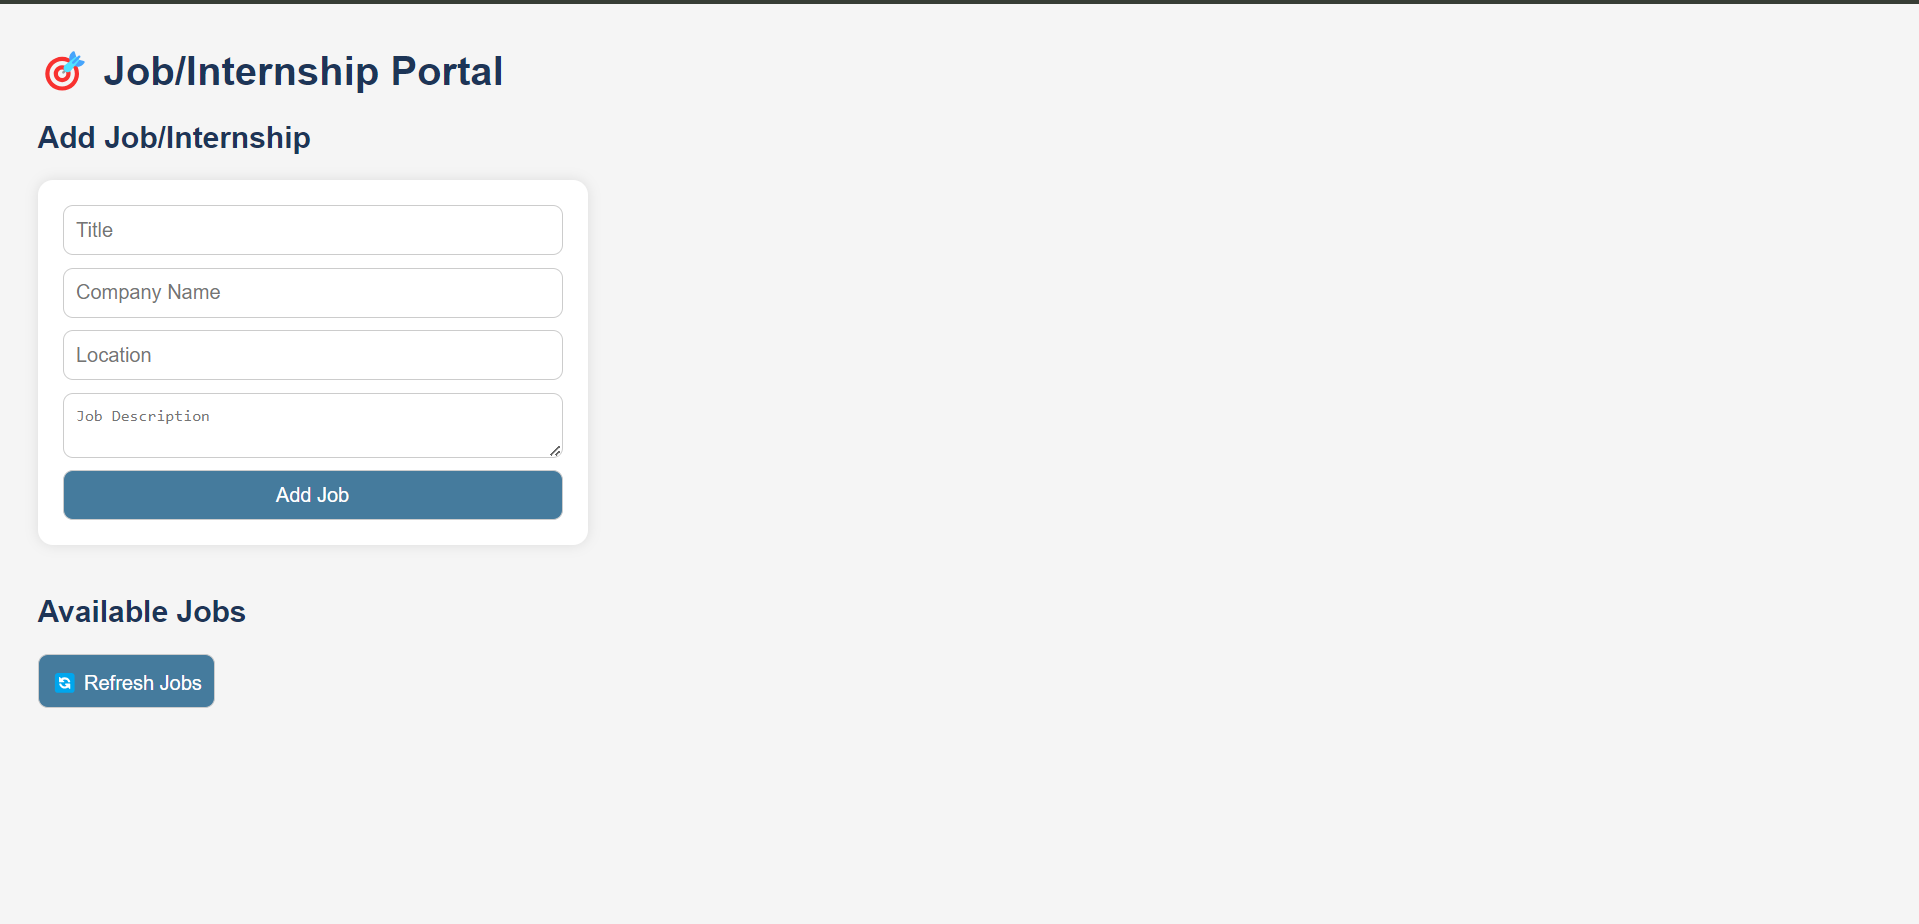 🎯 Job/Internship Portal
Add Job/Internship
Title
Company Name
Location
Job Description
Add Job
Available Jobs
🔄 Refresh Jobs